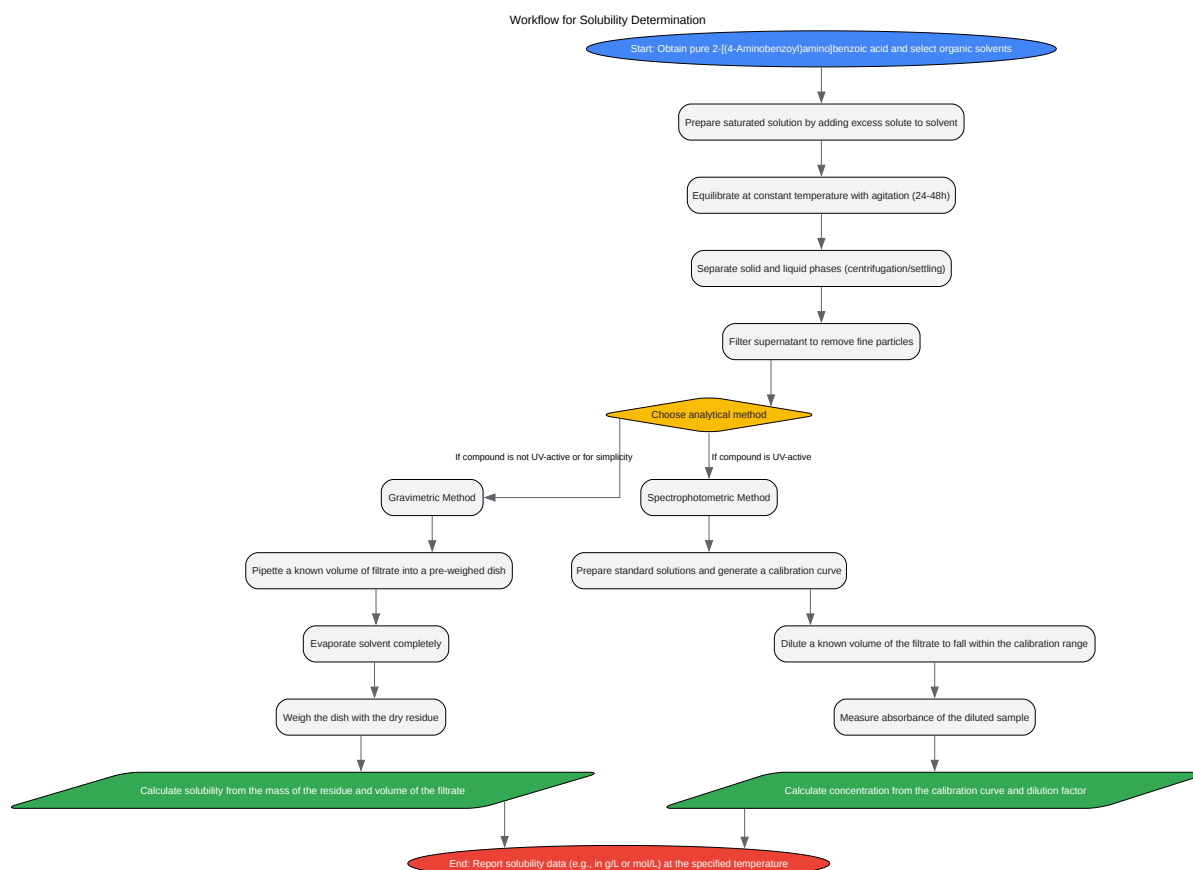 Workflow for Solubility Determination
Start: Obtain pure 2-[(4-Aminobenzoyl)amino]benzoic acid and select organic solvents
Prepare saturated solution by adding excess solute to solvent
Equilibrate at constant temperature with agitation (24-48h)
Separate solid and liquid phases (centrifugation/settling)
Filter supernatant to remove fine particles
Choose analytical method
If compound is not UV-active or for simplicity
If compound is UV-active
Gravimetric Method
Spectrophotometric Method
Pipette a known volume of filtrate into a pre-weighed dish
Prepare standard solutions and generate a calibration curve
Evaporate solvent completely
Dilute a known volume of the filtrate to fall within the calibration range
Weigh the dish with the dry residue
Measure absorbance of the diluted sample
Calculate solubility from the mass of the residue and volume of the filtrate
Calculate concentration from the calibration curve and dilution factor
End: Report solubility data (e.g., in g/L or mol/L) at the specified temperature